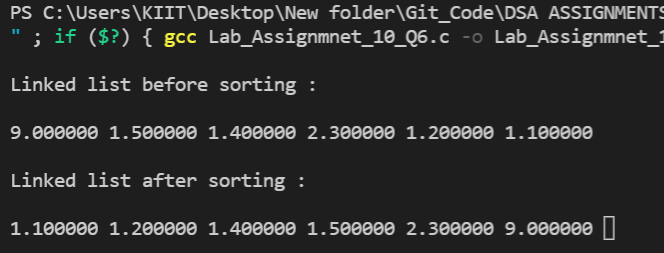 PS C:\Users\KIIT\Desktop\New folder\Git_Code\DSA ASSIGNMENTS
" ; if ($?) { gcc Lab_Assignmnet_10_Q6.c -o Lab_Assignmnet_1
Linked list before sorting :
9.000000 1.500000 1.400000 2.300000 1.200000 1.100000
Linked list after sorting :
1.100000 1.200000 1.400000 1.500000 2.300000 9.000000